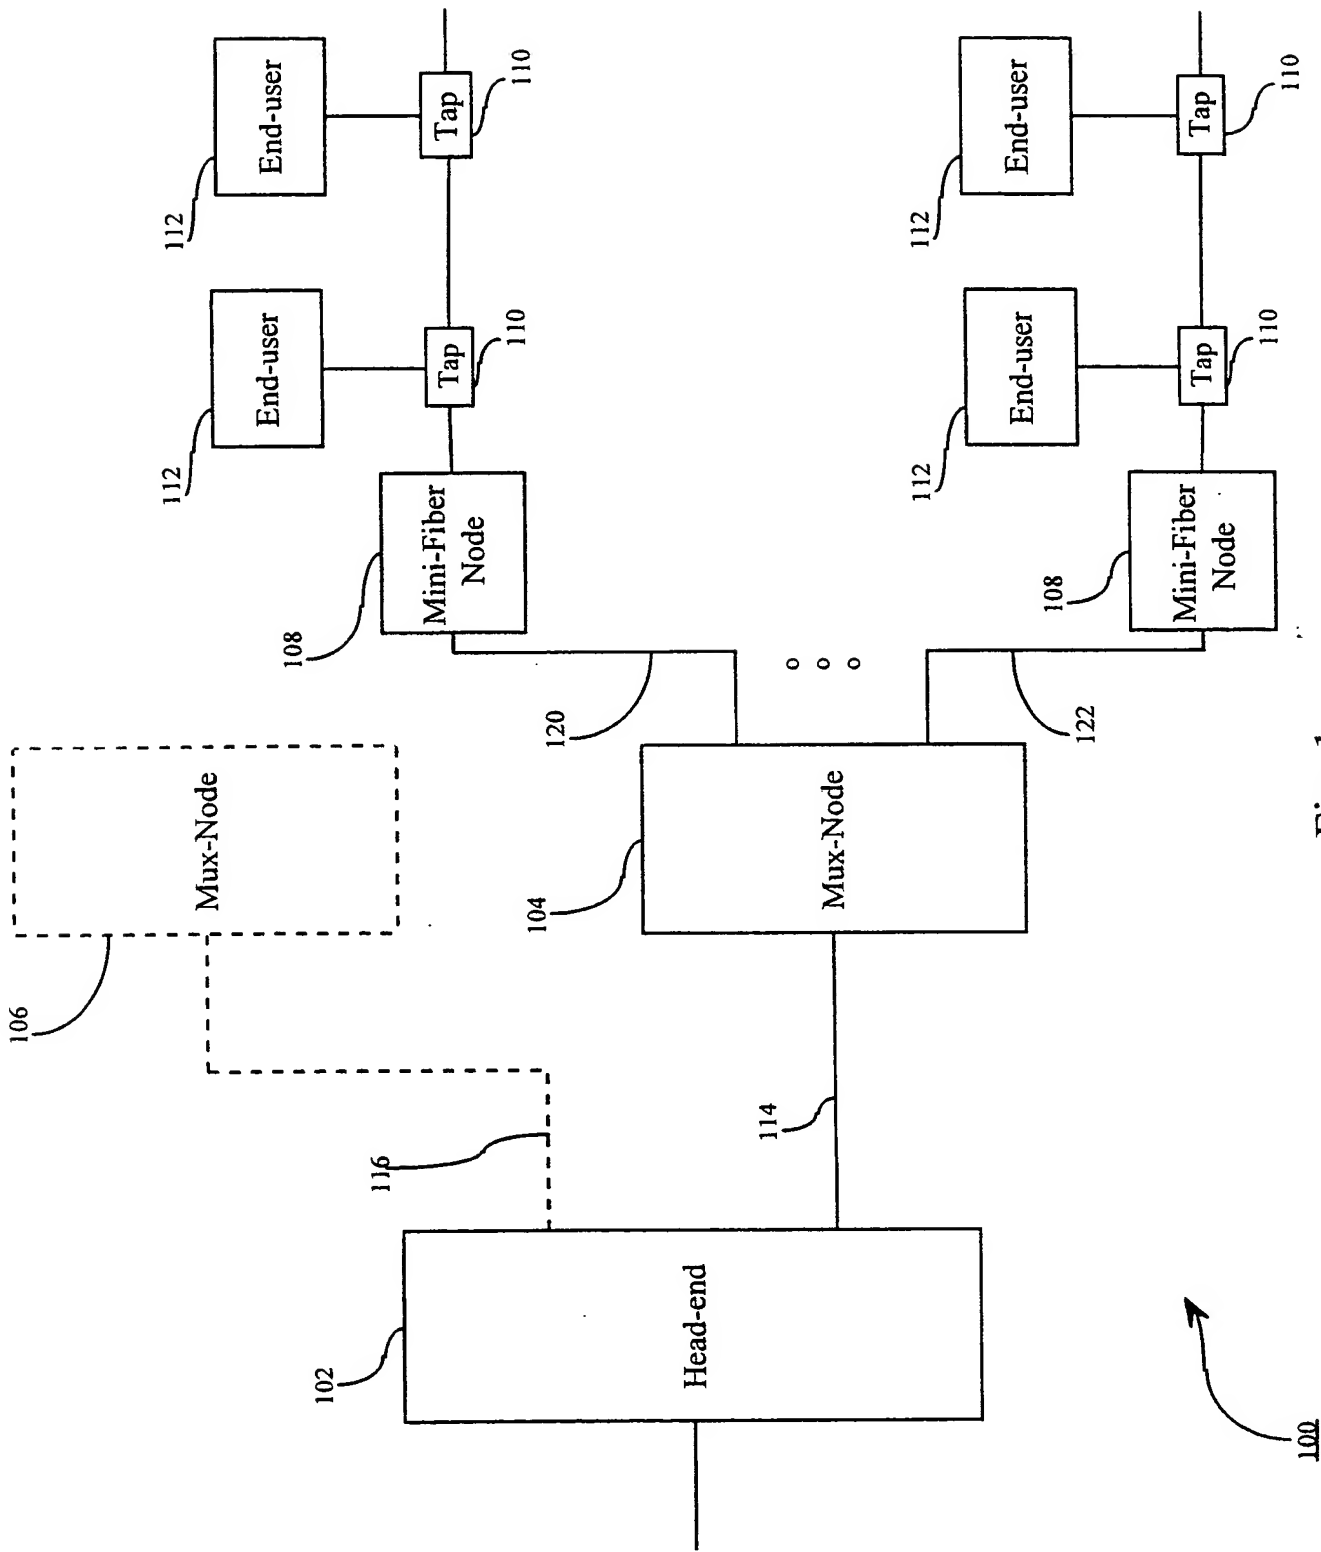 106
Mux-Node
112
End-user
112
End-user
110
Tap
110
Tap
108
Mini-Fiber
Node
116
120
102
Head-end
114
104
Mux-Node
122
112
End-user
112
End-user
110
Tap
110
Tap
108
Mini-Fiber
Node
100